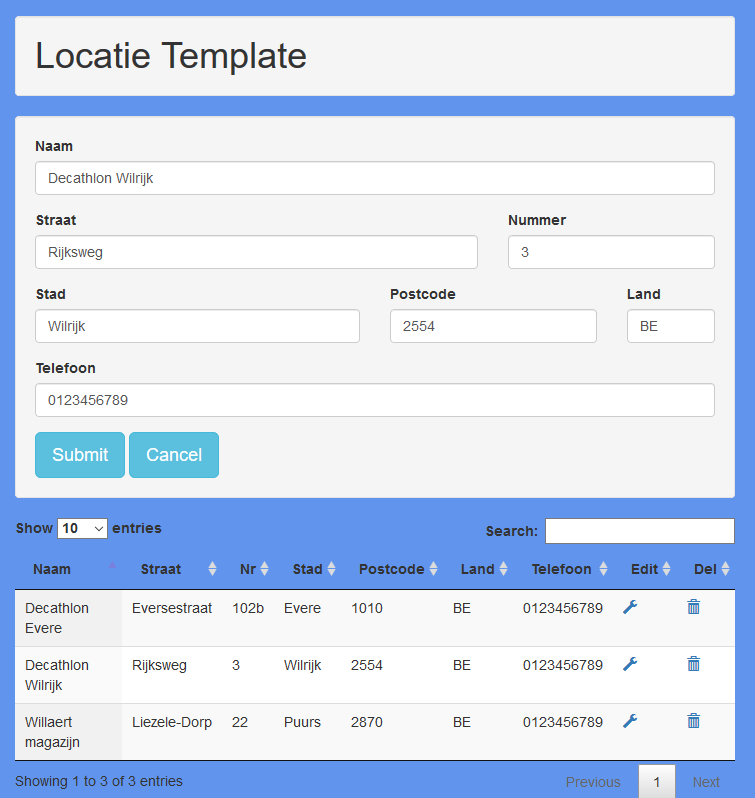 Locatie Template
Naam
Decathlon Wilrijk
Straat Nummer
Rijksweg 3
Stad Postcode Land
Wilrijk 2554 BE
Telefoon
0123456789
Submit Cancel
Show 10 entries Search:
Naam Straat Nr Stad Postcode Land Telefoon Edit Del
Decathlon Evere Eversestraat 102b Evere 1010 BE 0123456789
Decathlon Wilrijk Rijksweg 3 Wilrijk 2554 BE 0123456789
Willaert magazijn Liezele-Dorp 22 Puurs 2870 BE 0123456789
Showing 1 to 3 of 3 entries Previous 1 Next